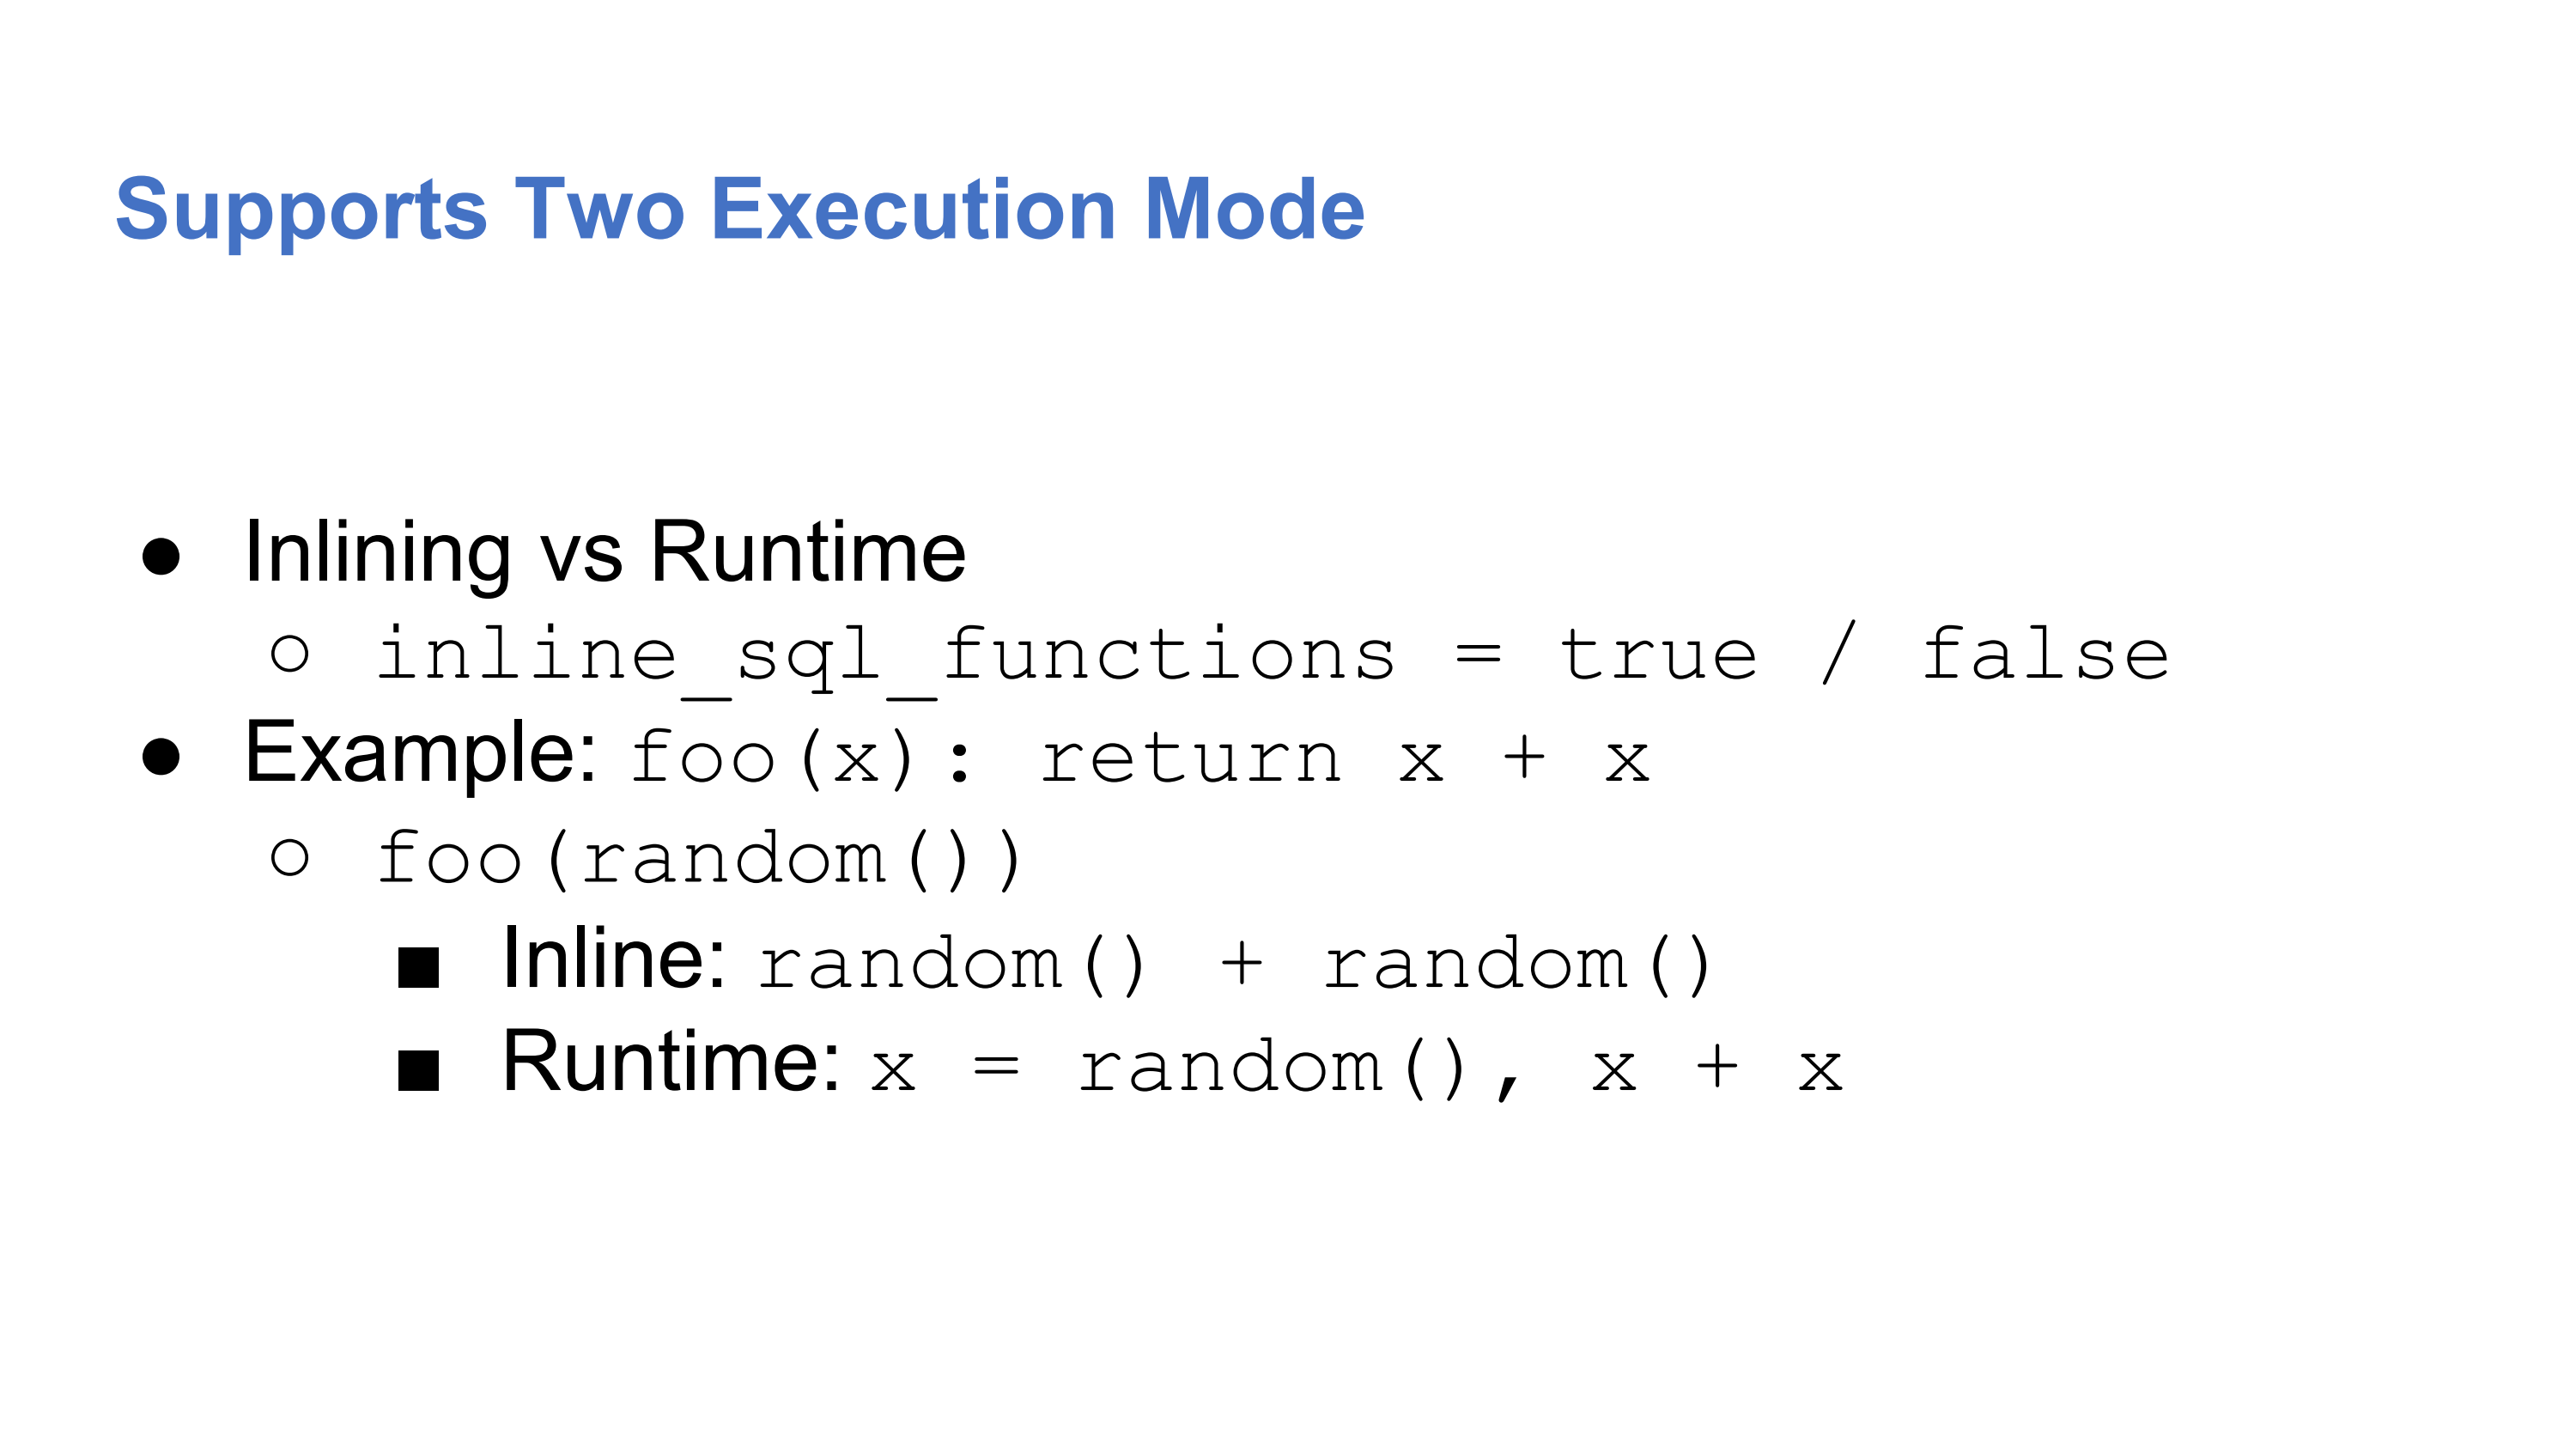 Supports Two Execution Mode
● Inlining vs Runtime
○ inline_sql_functions = true / false
● Example: foo(x): return x + x
○ foo(random())
■ Inline: random() + random()
■ Runtime: x = random(), x + x